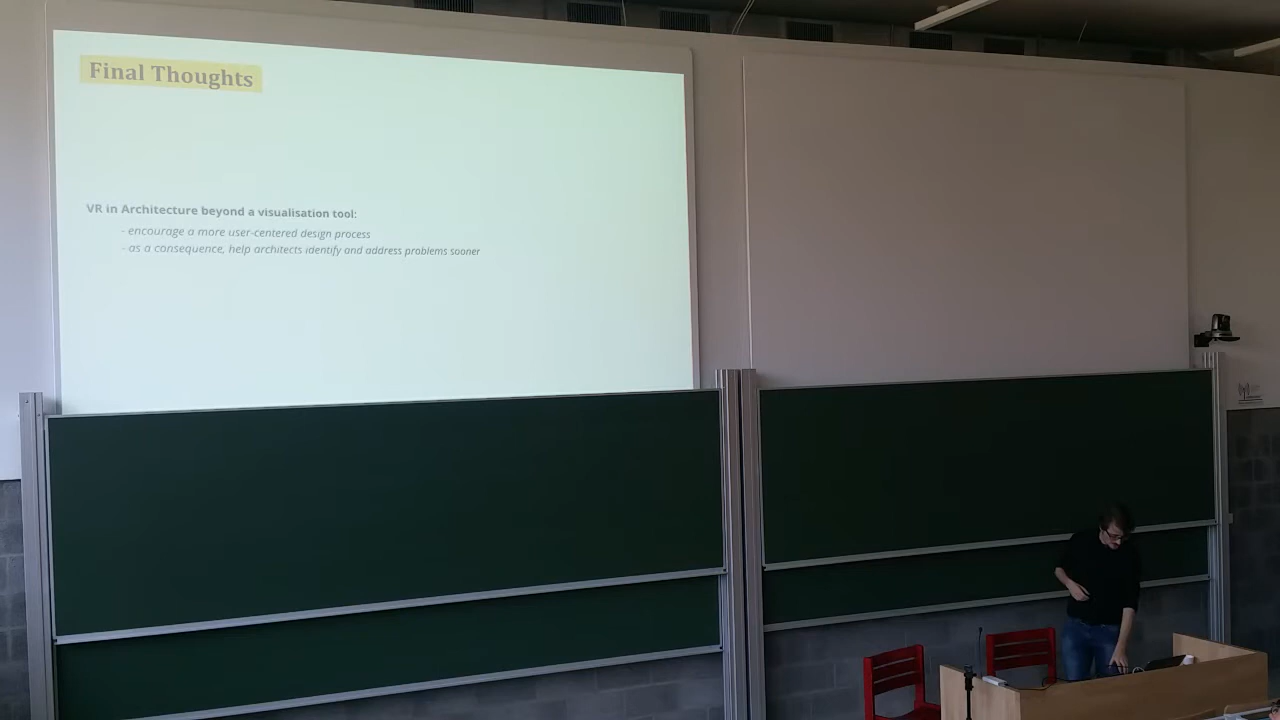 Final Thoughts
VR in Architecture beyond a visualisation tool:
- encourage a more user-centered design process
- as a consequence, help architects identify and address problems sooner